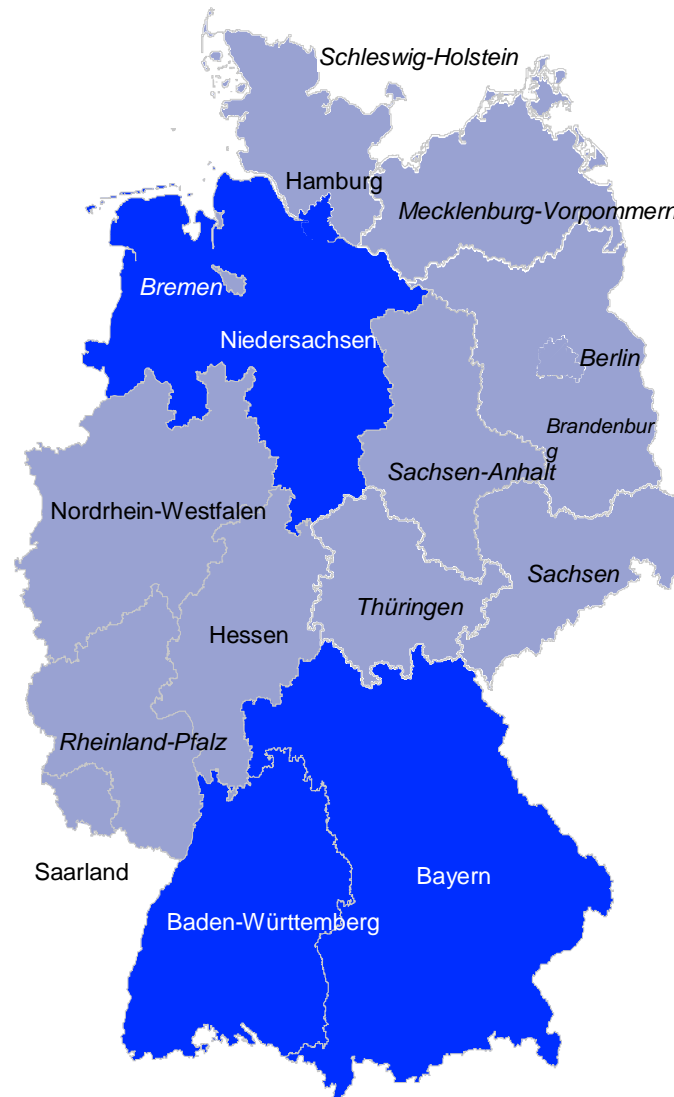 Schleswig-Holstein
Hamburg
Mecklenburg-Vorpommern
Bremen
Niedersachsen
Berlin
Brandenbur
g
Sachsen-Anhalt
Nordrhein-Westfalen
Sachsen
Thüringen
Hessen
Rheinland-Pfalz
Saarland
Bayern
Baden-Württemberg